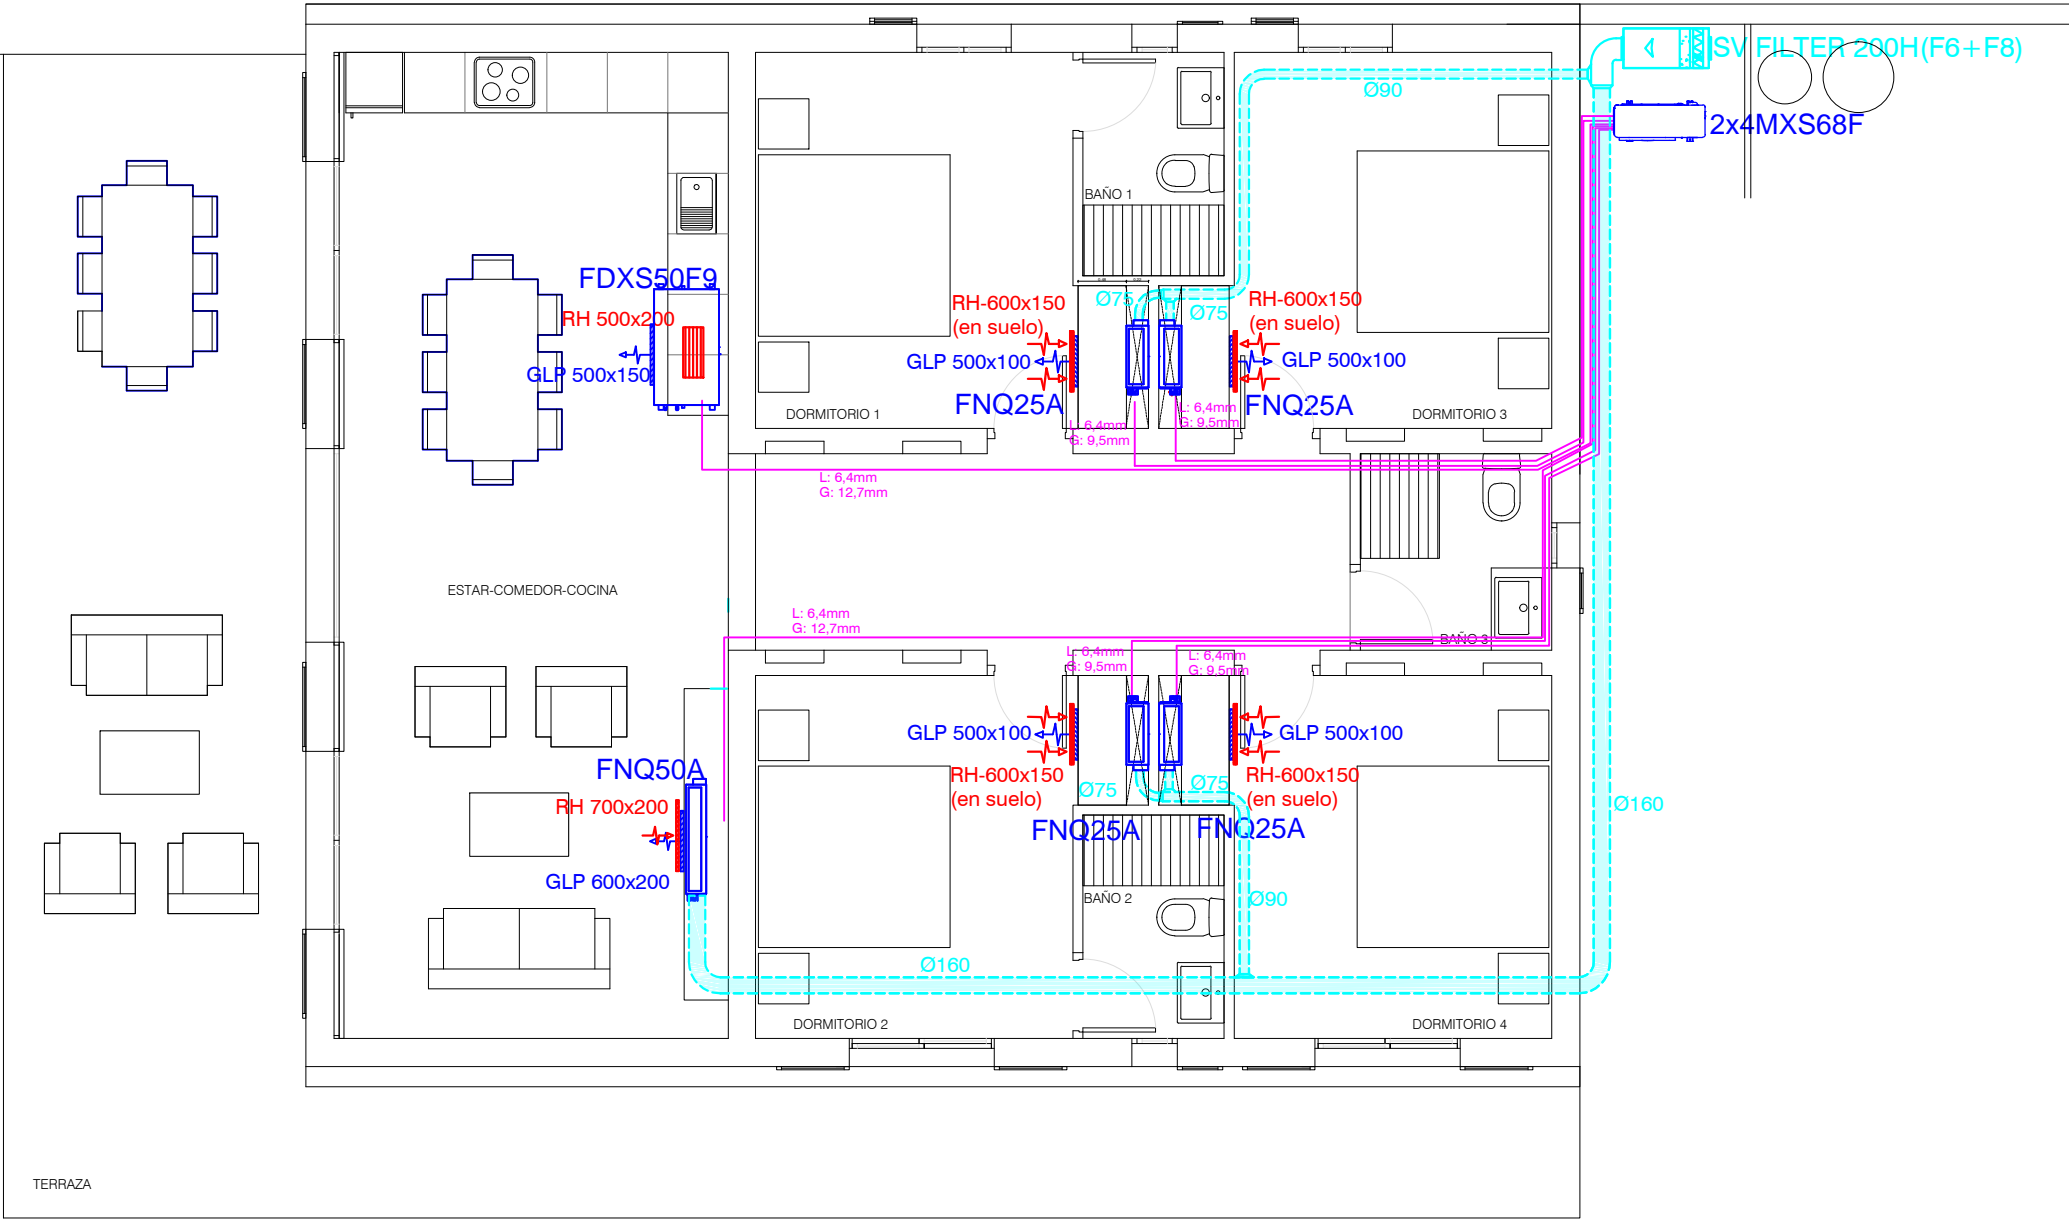 SV FILTER 200H(F6+F8)
Ø90
2x4MXS68F
BAÑO 1
FDXS50F9
RH 500x200
GLP 500x150
RH-600x150
(en suelo)
GLP 500x100
FNQ25A
Ø75
Ø75
RH-600x150
(en suelo)
GLP 500x100
FNQ25A
DORMITORIO 1
DORMITORIO 3
L: 6,4mm
G: 9,5mm
L: 6,4mm
G: 9,5mm
L: 6,4mm
G: 12,7mm
ESTAR-COMEDOR-COCINA
L: 6,4mm
G: 12,7mm
BAÑO 3
L: 6,4mm
G: 9,5mm
L: 6,4mm
G: 9,5mm
GLP 500x100
GLP 500x100
FNQ50A
RH 700x200
GLP 600x200
RH-600x150
(en suelo)
Ø75
Ø75
RH-600x150
(en suelo)
FNQ25A
FNQ25A
Ø160
BAÑO 2
Ø90
Ø160
DORMITORIO 2
DORMITORIO 4
TERRAZA